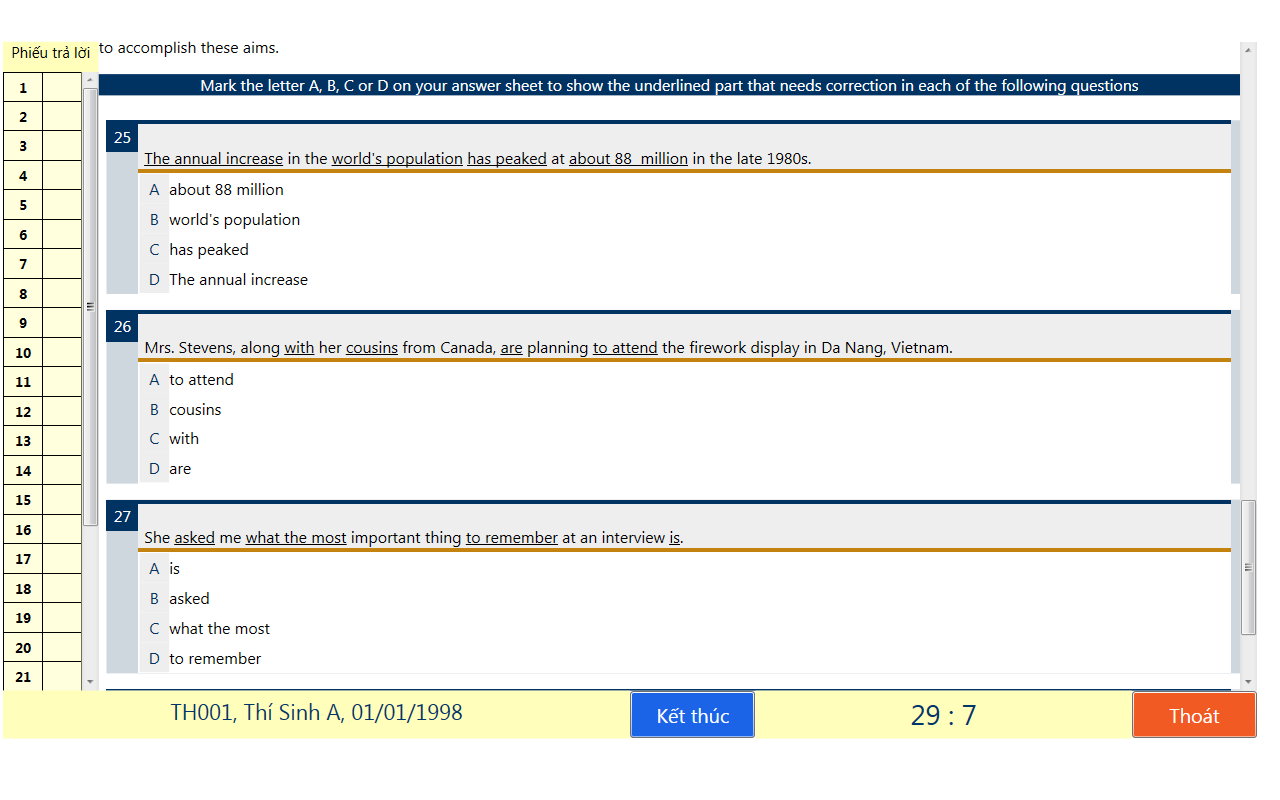 to accomplish these aims.
Phiếu trả lời
1
2
3
4
5
6
7
8
9
10
11
12
13
14
15
16
17
18
19
20
21
Mark the letter A, B, C or D on your answer sheet to show the underlined part that needs correction in each of the following questions
25
The annual increase in the world's population has peaked at about 88  million in the late 1980s.
A about 88 million
B world's population
C has peaked
D The annual increase
26
Mrs. Stevens, along with her cousins from Canada, are planning to attend the firework display in Da Nang, Vietnam.
A to attend
B cousins
C with
D are
27
She asked me what the most important thing to remember at an interview is.
A is
B asked
C what the most
D to remember
TH001, Thí Sinh A, 01/01/1998
Kết thúc
29 : 7
Thoát